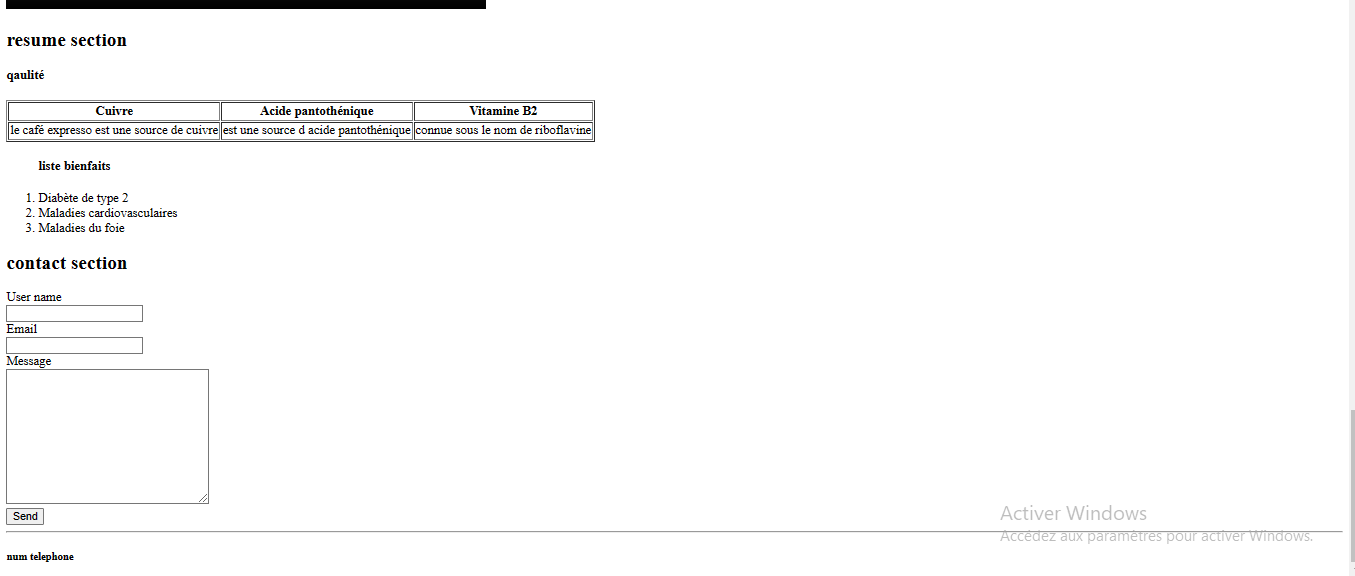 resume section
qaulité
Cuivre Acide pantothénique Vitamine B2
le café expresso est une source de cuivre est une source d acide pantothénique connue sous le nom de riboflavine
liste bienfaits
1. Diabète de type 2
2. Maladies cardiovasculaires
3. Maladies du foie
contact section
User name
Email
Message
Send
Activer Windows
Accédez aux paramètres pour activer Windows.
num telephone